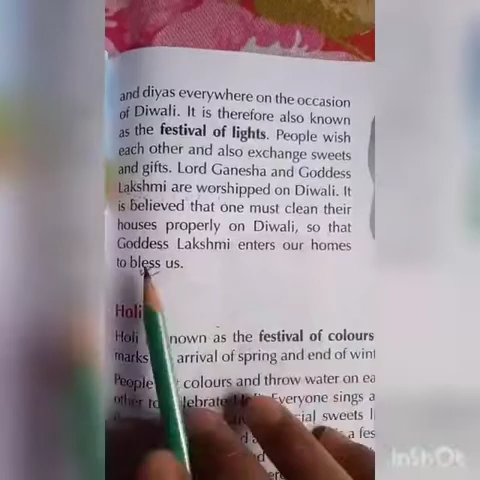 and diyas everywhere on the occasion
of Diwali. It is therefore also known
as the festival of lights. People wish
each other and also exchange sweets
and gifts. Lord Ganesha and Goddess
Lakshmi are worshipped on Diwali. It
is believed that one must clean their
houses properly on Diwali, so that
Goddess Lakshmi enters our homes
to bless us.
Holi
Holi nown as the festival of colours
marks arrival of spring and end of wint
People colours and throw water on ea
other to elebrate Everyone sings a
cial sweets
a fes
InShOt